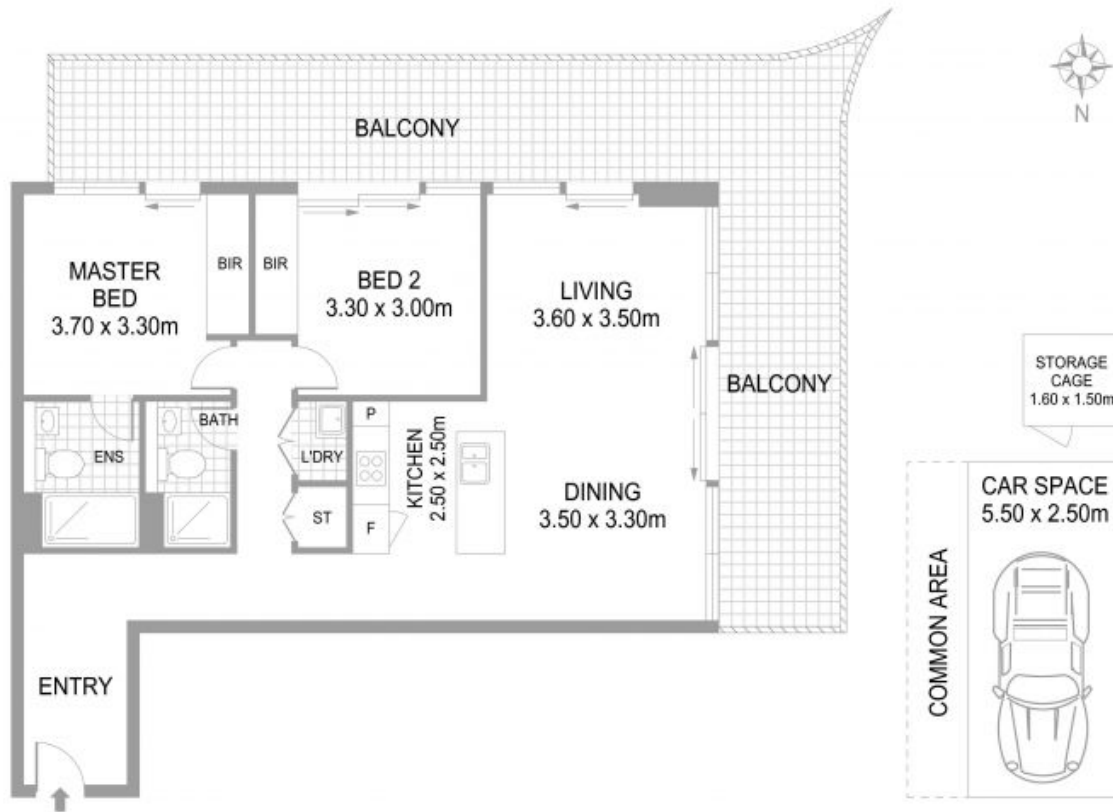 BALCONY
N
MASTER
BED
3.70 x 3.30m
BIR
BIR
BED 2
3.30 x 3.00m
LIVING
3.60 x 3.50m
BALCONY
STORAGE
CAGE
1.60 x 1.50m
ENS
BATH
L'DRY
ST
P
F
KITCHEN
2.50 x 2.50m
DINING
3.50 x 3.30m
CAR SPACE
5.50 x 2.50m
COMMON AREA
ENTRY